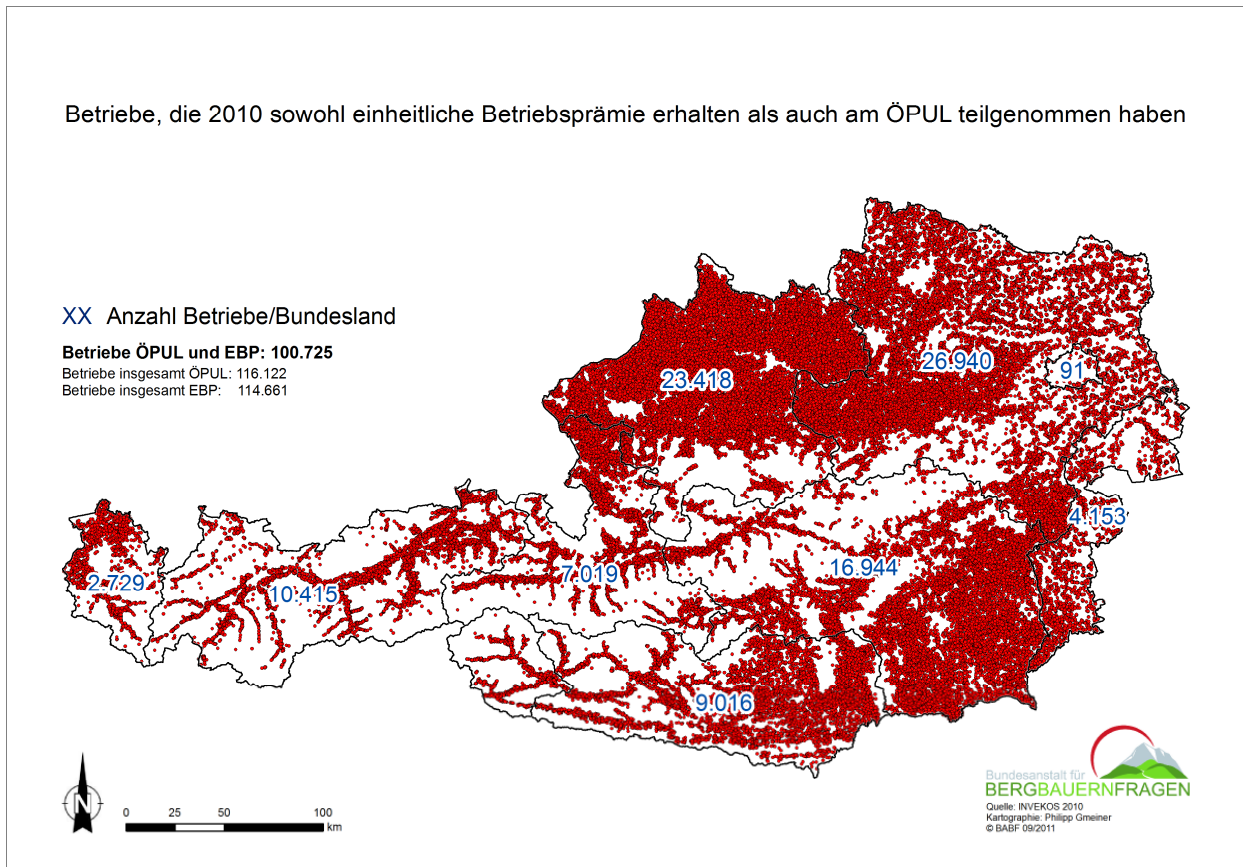 Betriebe, die 2010 sowohl einheitliche Betriebsprämie erhalten als auch am ÖPUL teilgenommen haben
XX Anzahl Betriebe/Bundesland
Betriebe ÖPUL und EBP: 100.725
Betriebe insgesamt ÖPUL: 116.122
Betriebe insgesamt EBP: 114.661
26.940
91
23.418
4.153
16.944
7.019
2.729
10.415
9.016
N
0 25 50 100
km
Bundesanstalt für
BERGBAUERNFRAGEN
Quelle: INVEKOS 2010
Kartographie: Philipp Gmeiner
© BABF 09/2011